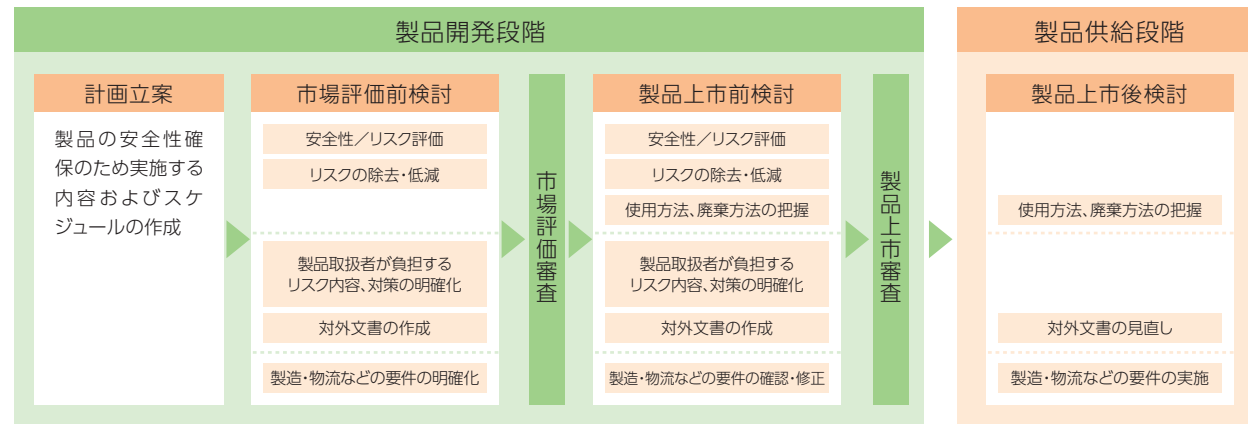 製品開発段階
計画立案
製品の安全性確
保のため実施する
内容およびスケ
ジュールの作成
市場評価前検討
安全性／リスク評価
リスクの除去・低減
製品取扱者が負担する
リスク内容、対策の明確化
対外文書の作成
製造・物流などの要件の明確化
市場評価審査
製品上市前検討
安全性／リスク評価
リスクの除去・低減
使用方法、廃棄方法の把握
製品取扱者が負担する
リスク内容、対策の明確化
対外文書の作成
製造・物流などの要件の確認・修正
製品上市審査
製品供給段階
製品上市後検討
使用方法、廃棄方法の把握
対外文書の見直し
製造・物流などの要件の実施